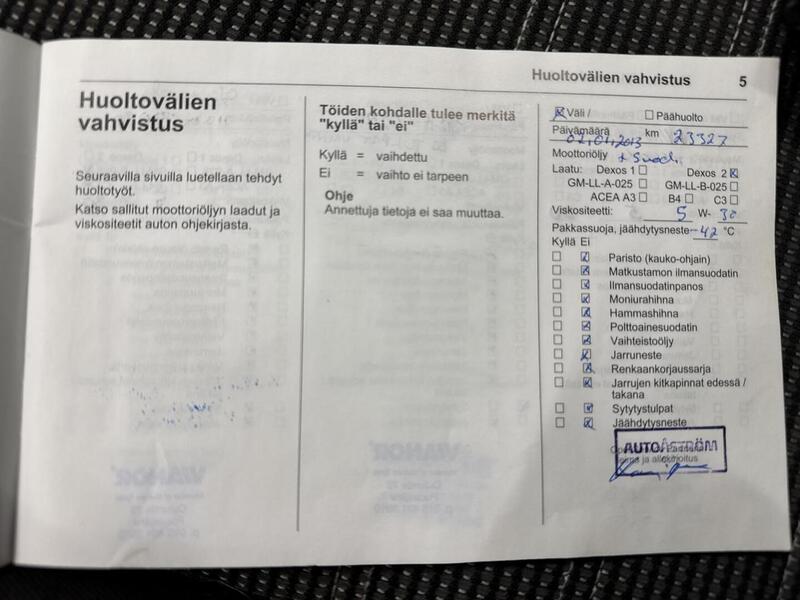 Huoltovälien vahvistus 5
Huoltovälien
vahvistus
Seuraavilla sivuilla luetellaan tehdyt
huoltotyöt.
Katso sallitut moottoriöljyn laadut ja
viskositeetit auton ohjekirjasta.
Töiden kohdalle tulee merkitä
"kyllä" tai "ei"
Kyllä = vaihdettu
Ei = vaihto ei tarpeen
Ohje
Annettuja tietoja ei saa muuttaa.
Väli / Päähuolto
Päivämäärä km 23327
02.01.2013
Moottoriöljy + Suod.
Laatu: Dexos 1 Dexos 2
GM-LL-A-025 GM-LL-B-025
ACEA A3 B4 C3
Viskositeetti: 5 W- 30
Pakkassuoja, jäähdytysneste -42 °C
Kyllä Ei
Paristo (kauko-ohjain)
Matkustamon ilmansuodatin
Ilmansuodatinpanos
Moniurahihna
Hammashihna
Polttoainesuodatin
Vaihteistoöljy
Jarruneste
Renkaankorjaussarja
Jarrujen kitkapinnat edessä /
takana
Sytytystulpat
Jäähdytysneste
AUTOÅSTRÖM
ja allekirjoitus